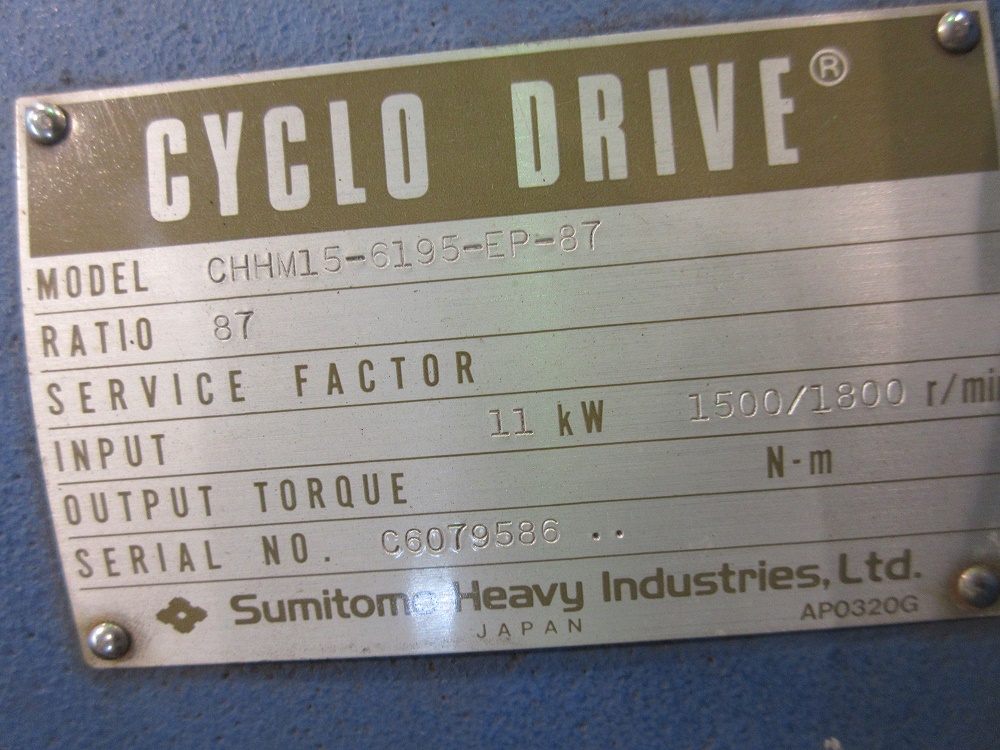 CYCLO DRIVE®
MODEL CHHM15-6195-EP-87
RATIO 87
SERVICE FACTOR
INPUT 11 kW 1500/1800 r/min
OUTPUT TORQUE N-m
SERIAL NO. C6079586 ..
Sumitomo Heavy Industries, Ltd.
JAPAN AP0320G